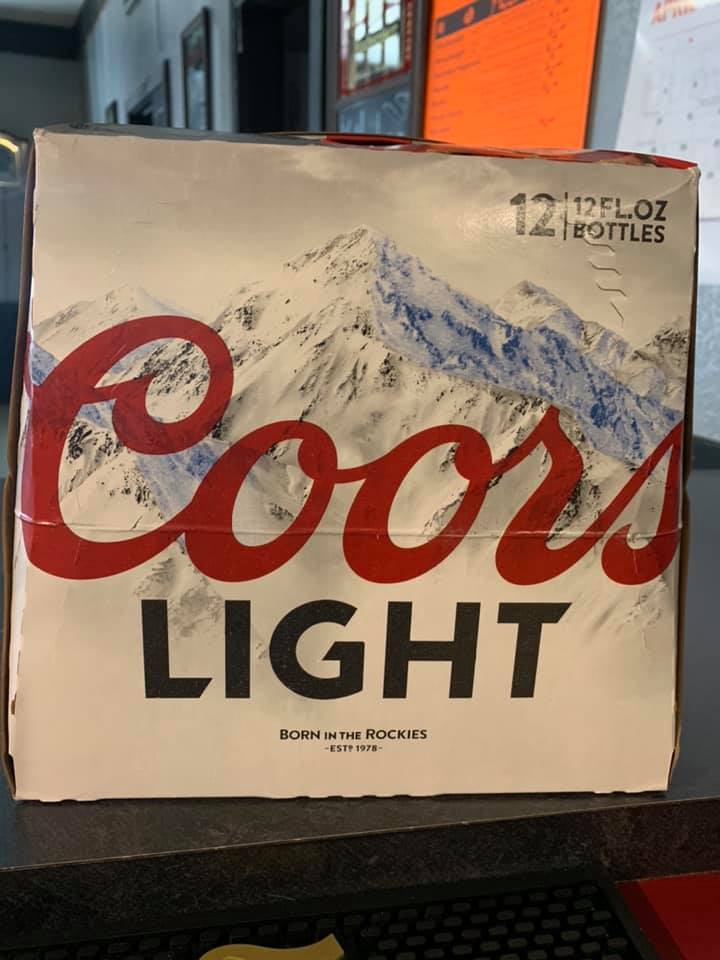 12 12 FL.OZ
BOTTLES
Coors
LIGHT
BORN IN THE ROCKIES
-ESTD 1978-